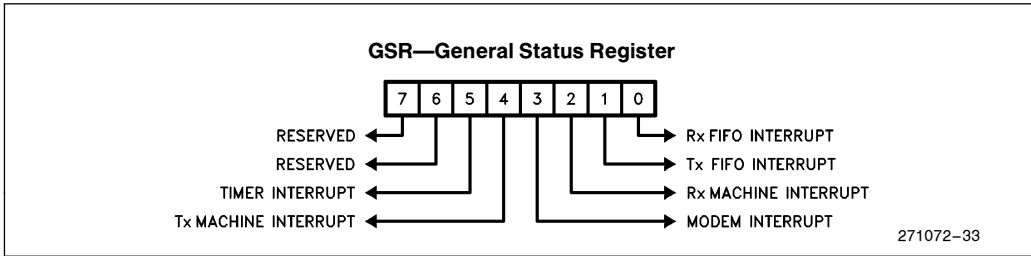 GSR—General Status Register
7 6 5 4 3 2 1 0
RESERVED Rx FIFO INTERRUPT
RESERVED Tx FIFO INTERRUPT
TIMER INTERRUPT Rx MACHINE INTERRUPT
Tx MACHINE INTERRUPT MODEM INTERRUPT
271072–33